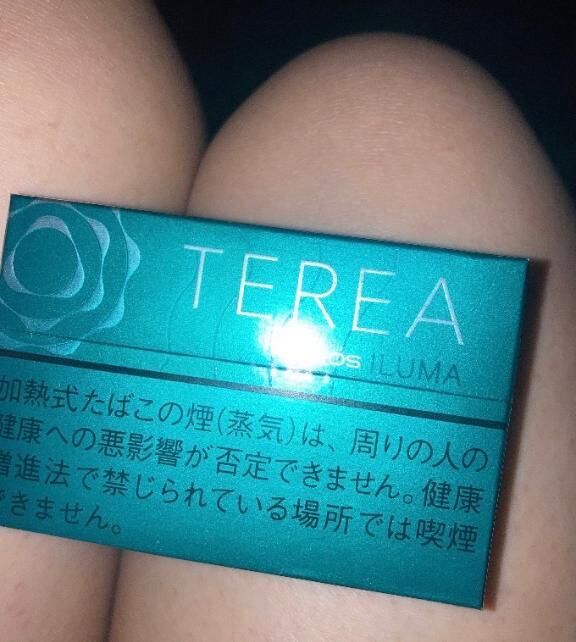 TEREA
OS ILUMA
加熱式たばこの煙(蒸気)は、周りの人の
健康への悪影響が否定できません。健康
増進法で禁じられている場所では喫煙
できません。